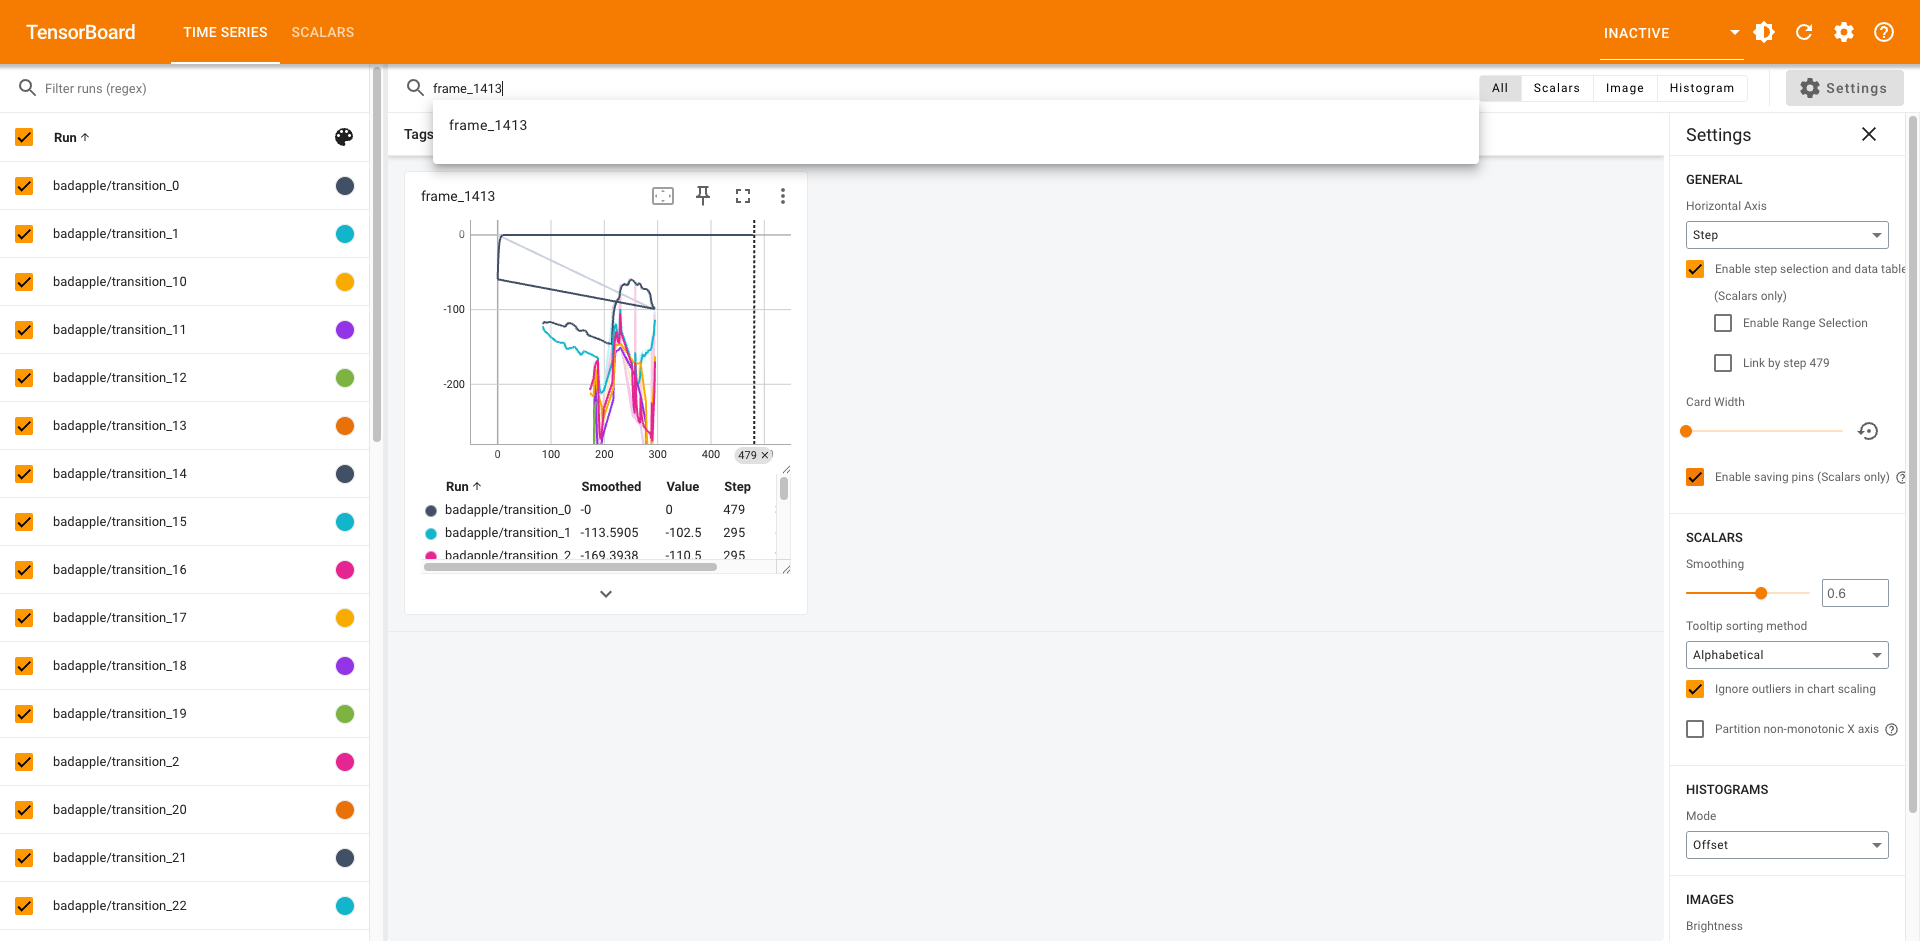 TensorBoard
TIME SERIES
SCALARS
INACTIVE
Filter runs (regex)
frame_1413
All
Scalars
Image
Histogram
Settings
frame_1413
Run
Tags
Settings
badapple/transition_0
badapple/transition_1
badapple/transition_10
badapple/transition_11
badapple/transition_12
badapple/transition_13
badapple/transition_14
badapple/transition_15
badapple/transition_16
badapple/transition_17
badapple/transition_18
badapple/transition_19
badapple/transition_2
badapple/transition_20
badapple/transition_21
badapple/transition_22
frame_1413
0
-100
-200
0 100 200 300 400 479
Run Smoothed Value Step
badapple/transition_0 -0 0 479
badapple/transition_1 -113.5905 -102.5 295
badapple/transition_2 -169.3938 -110.5 295
GENERAL
Horizontal Axis
Step
Enable step selection and data table
(Scalars only)
Enable Range Selection
Link by step 479
Card Width
Enable saving pins (Scalars only)
SCALARS
Smoothing
0.6
Tooltip sorting method
Alphabetical
Ignore outliers in chart scaling
Partition non-monotonic X axis
HISTOGRAMS
Mode
Offset
IMAGES
Brightness